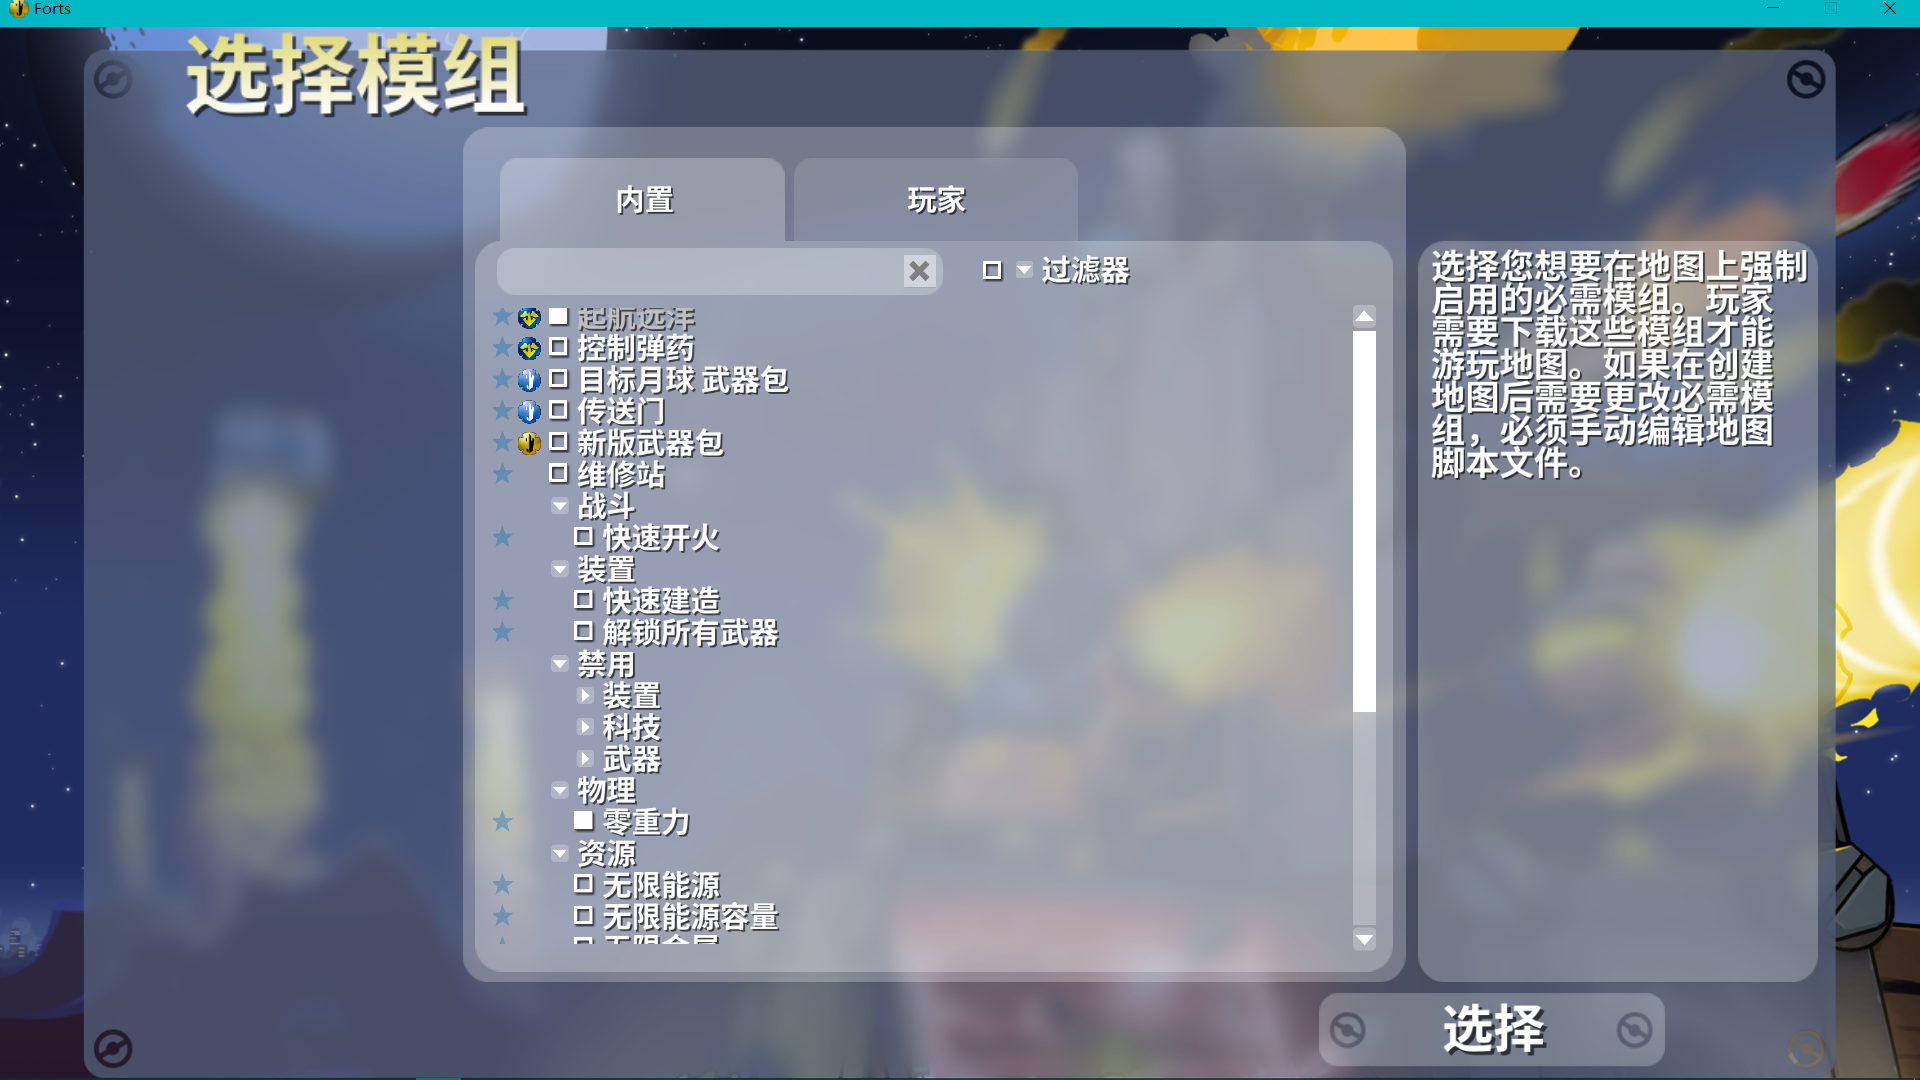 Forts
选择模组
内置
玩家
过滤器
起航远洋
控制弹药
目标月球 武器包
传送门
新版武器包
维修站
战斗
快速开火
装置
快速建造
解锁所有武器
禁用
装置
科技
武器
物理
零重力
资源
无限能源
无限能源容量
无限金属
选择您想要在地图上强制
启用的必需模组。玩家
需要下载这些模组才能
游玩地图。如果在创建
地图后需要更改必需模
组，必须手动编辑地图
脚本文件。
选择